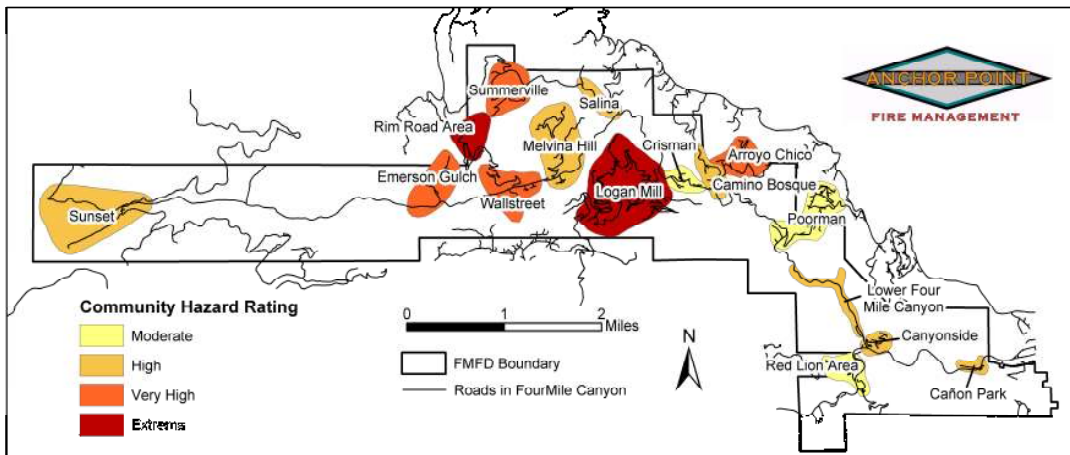 Summerville
Salina
ANCHOR POINT
FIRE MANAGEMENT
Rim Road Area
Melvina Hill
Crisman
Arroyo Chico
Emerson Gulch
Logan Mill
Camino Bosque
Sunset
Wallstreet
Poorman
Lower Four
Mile Canyon
Canyonside
Red Lion Area
Cañon Park
Community Hazard Rating
Moderate
High
Very High
Extreme
0 1 2
Miles
N
FMFD Boundary
Roads in FourMile Canyon